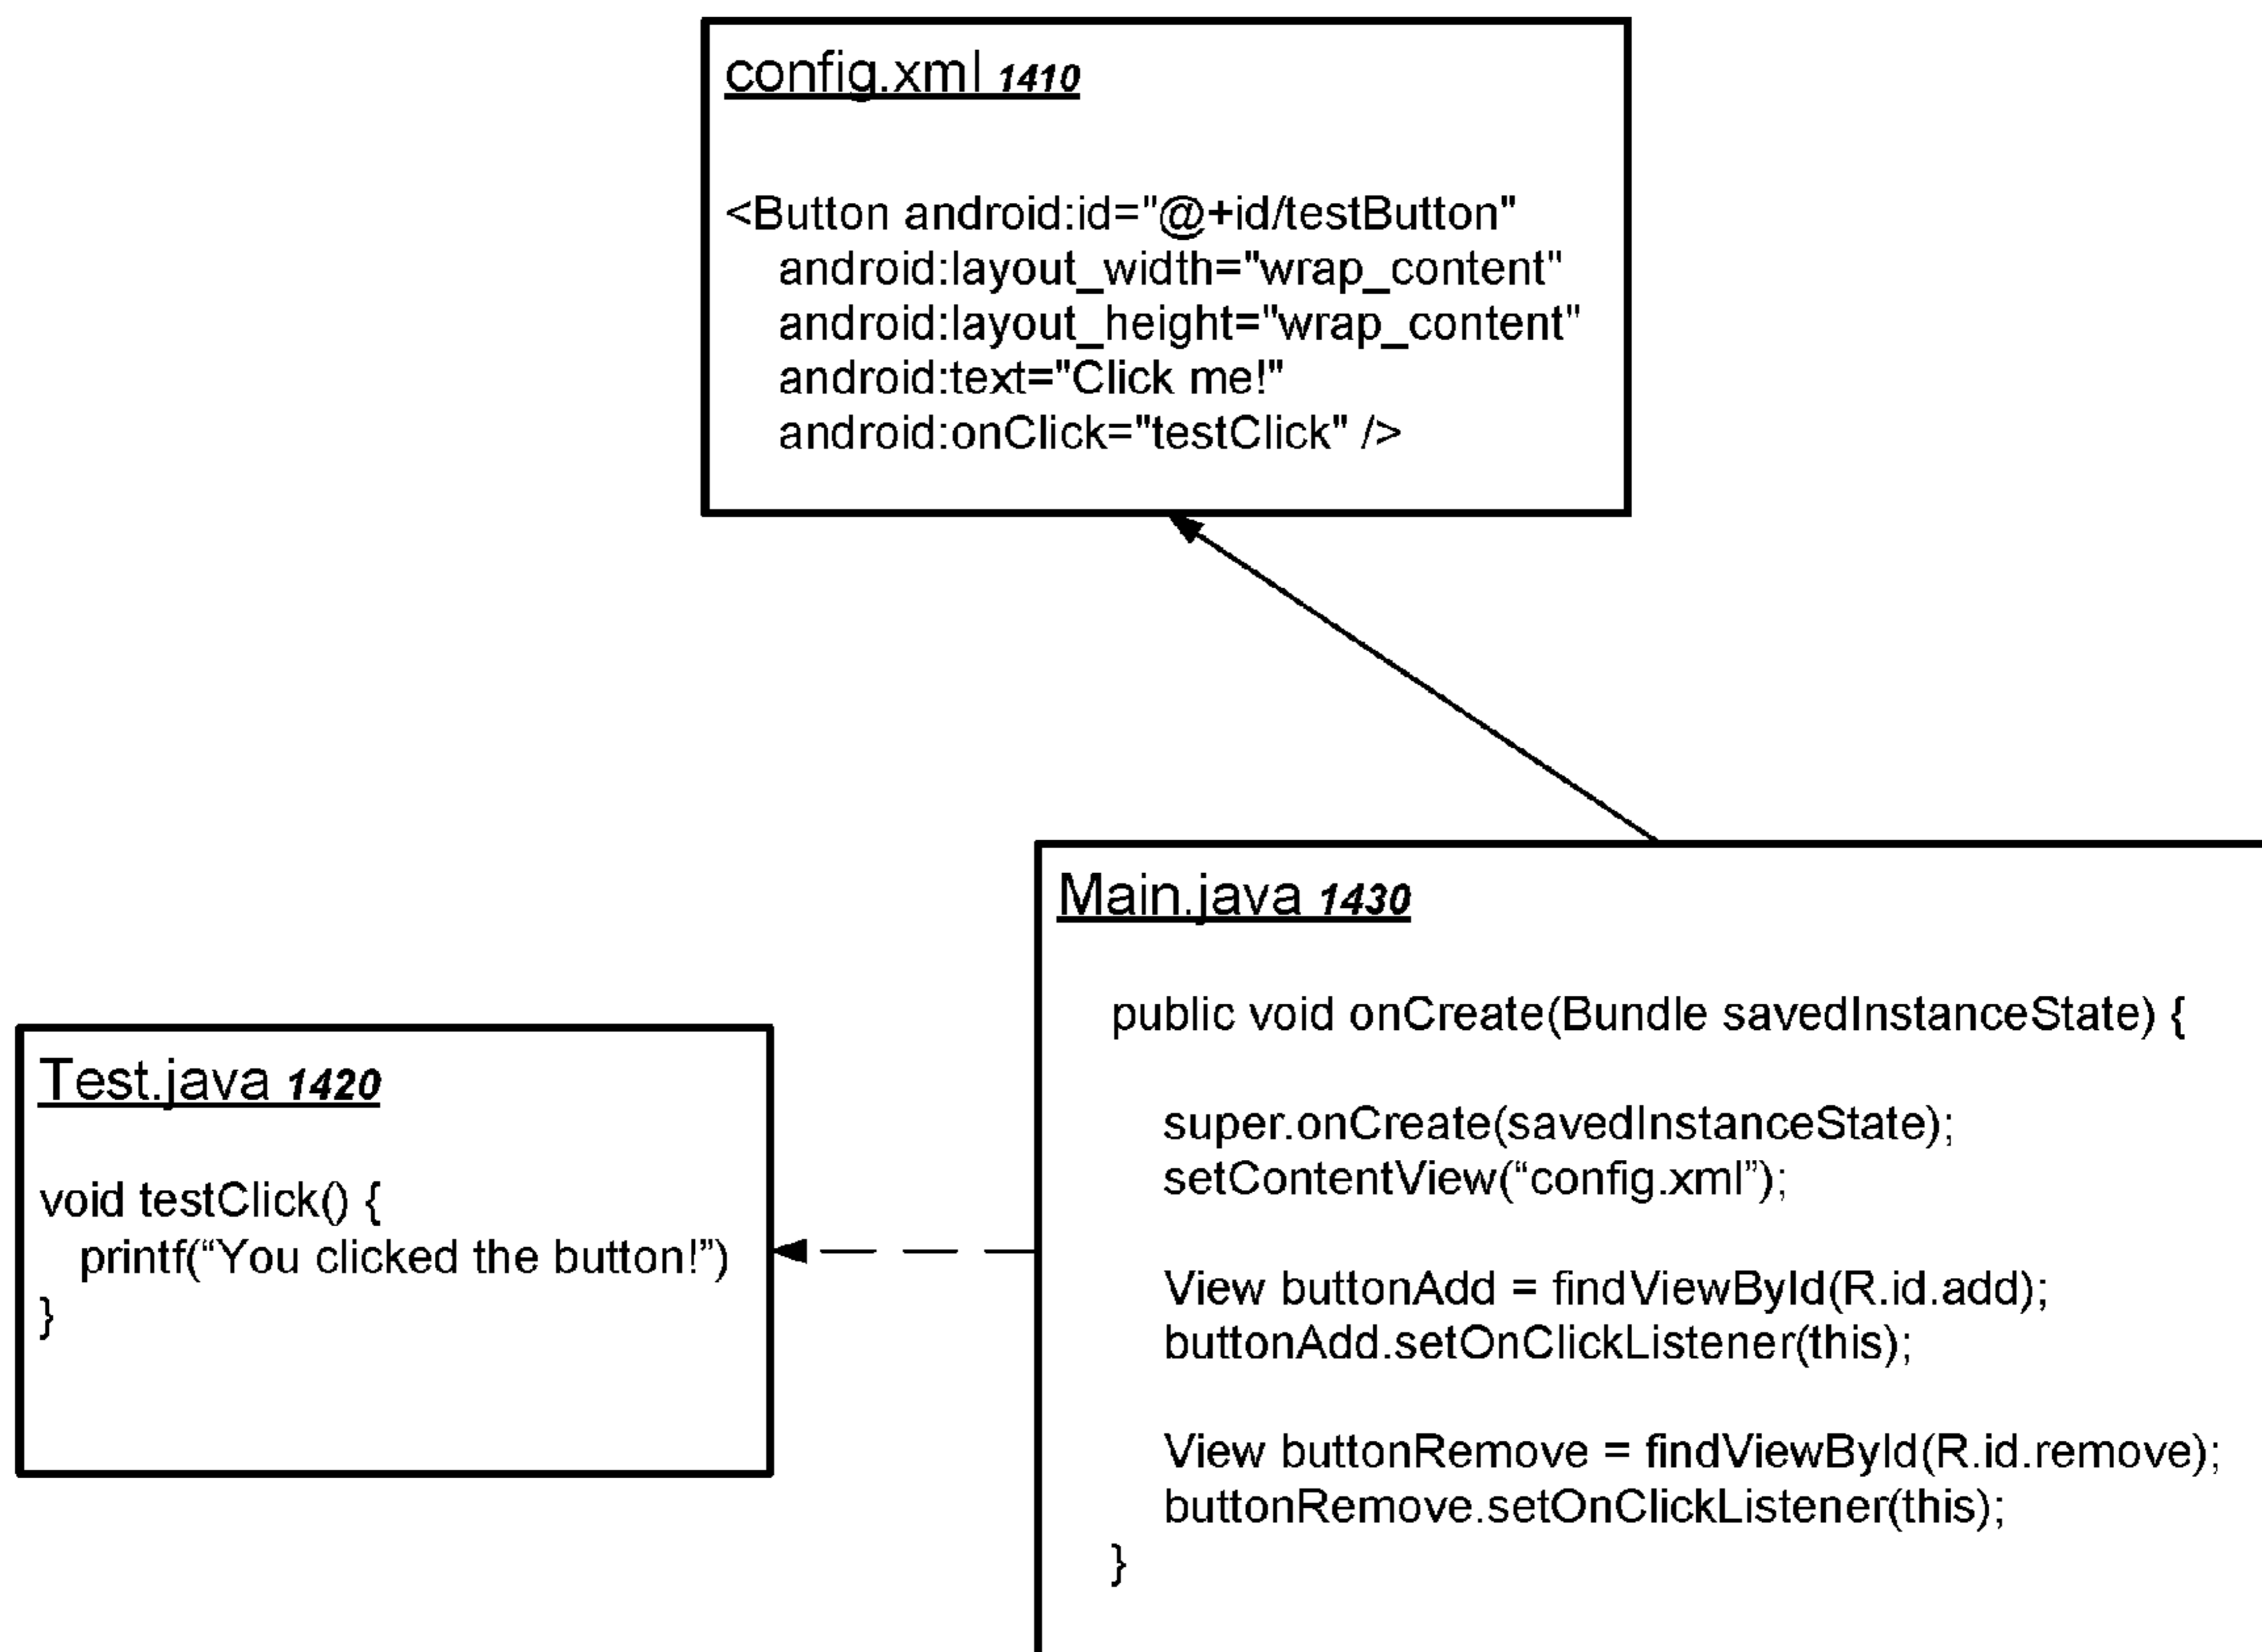 config.xml 1410
<Button android:id="@+id/testButton"
android:layout_width="wrap_content"
android:layout_height="wrap_content"
android:text="Click me!"
android:onClick="testClick" />
Main.java 1430
public void onCreate(Bundle savedInstanceState) {
super.onCreate(savedInstanceState);
setContentView(“config.xml”);
View buttonAdd = findViewById(R.id.add);
buttonAdd.setOnClickListener(this);
View buttonRemove = findViewById(R.id.remove);
buttonRemove.setOnClickListener(this);
}
Test.java 1420
void testClick() {
printf(“You clicked the button!”)
}